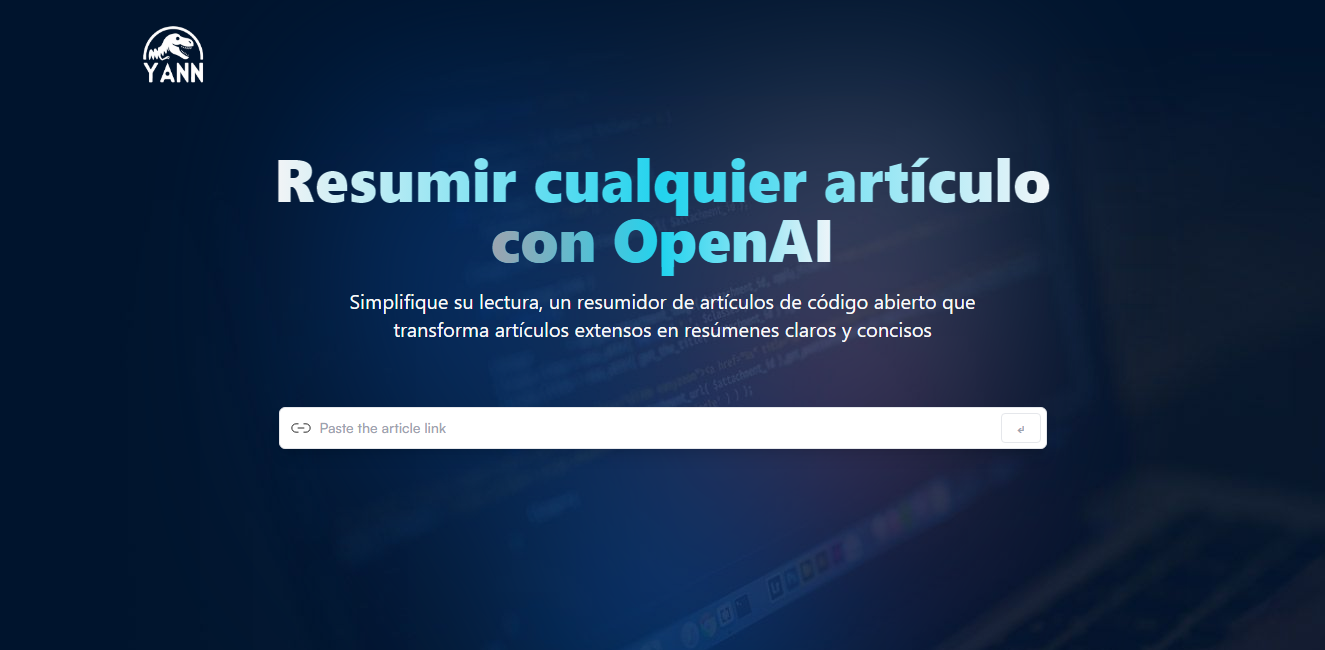 YANN
Resumir cualquier artículo
con OpenAI
Simplifique su lectura, un resumidor de artículos de código abierto que
transforma artículos extensos en resúmenes claros y concisos
Paste the article link